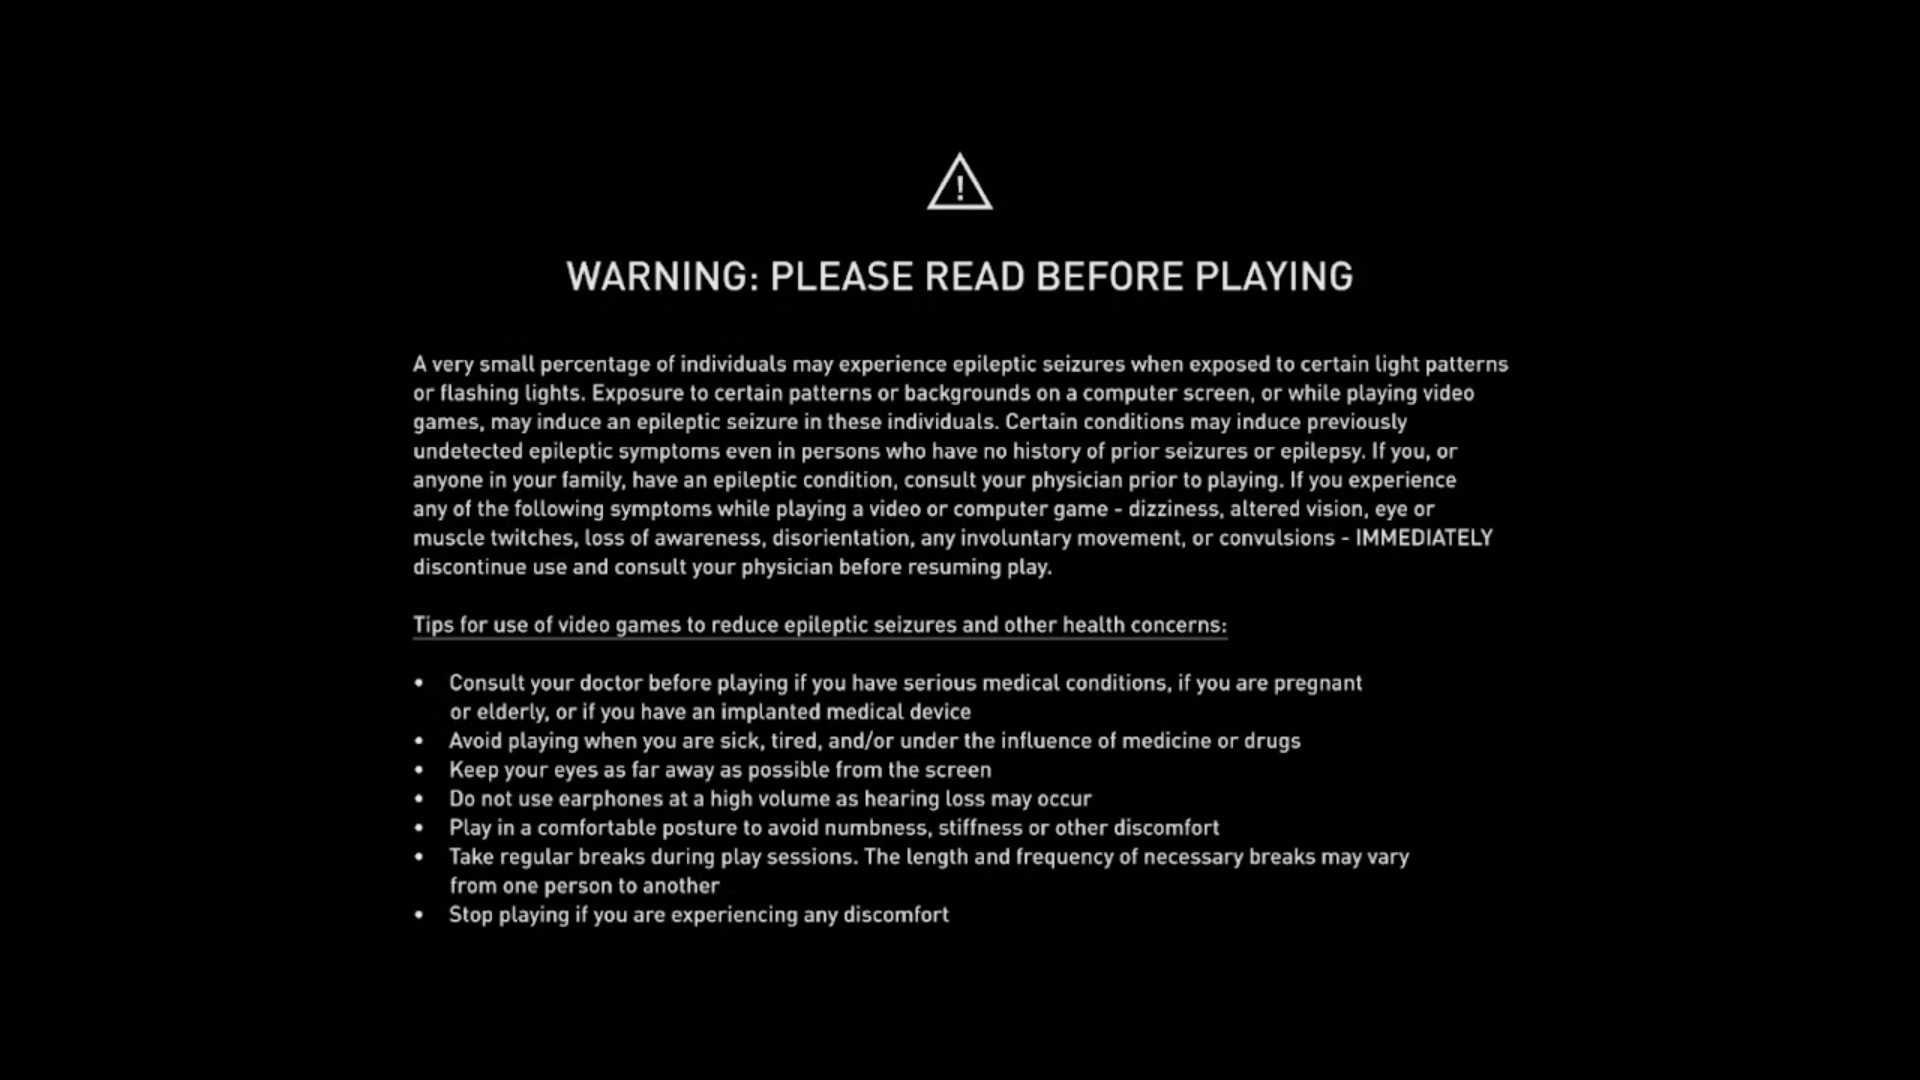 !
WARNING: PLEASE READ BEFORE PLAYING
A very small percentage of individuals may experience epileptic seizures when exposed to certain light patterns
or flashing lights. Exposure to certain patterns or backgrounds on a computer screen, or while playing video
games, may induce an epileptic seizure in these individuals. Certain conditions may induce previously
undetected epileptic symptoms even in persons who have no history of prior seizures or epilepsy. If you, or
anyone in your family, have an epileptic condition, consult your physician prior to playing. If you experience
any of the following symptoms while playing a video or computer game - dizziness, altered vision, eye or
muscle twitches, loss of awareness, disorientation, any involuntary movement, or convulsions - IMMEDIATELY
discontinue use and consult your physician before resuming play.
Tips for use of video games to reduce epileptic seizures and other health concerns:
• Consult your doctor before playing if you have serious medical conditions, if you are pregnant
or elderly, or if you have an implanted medical device
• Avoid playing when you are sick, tired, and/or under the influence of medicine or drugs
• Keep your eyes as far away as possible from the screen
• Do not use earphones at a high volume as hearing loss may occur
• Play in a comfortable posture to avoid numbness, stiffness or other discomfort
• Take regular breaks during play sessions. The length and frequency of necessary breaks may vary
from one person to another
• Stop playing if you are experiencing any discomfort